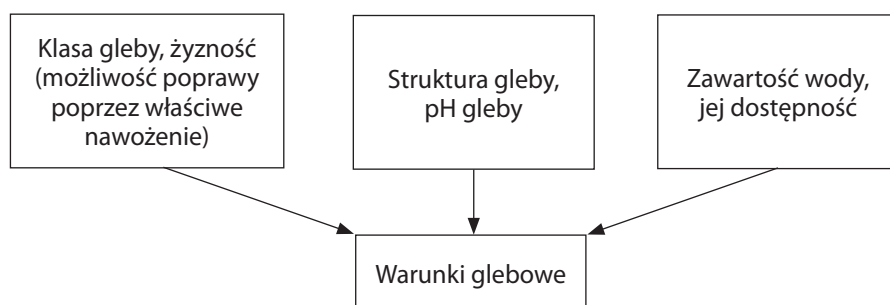 Klasa gleby, żyzność
(możliwość poprawy
poprzez właściwe
nawożenie)
Struktura gleby,
pH gleby
Zawartość wody,
jej dostępność
Warunki glebowe